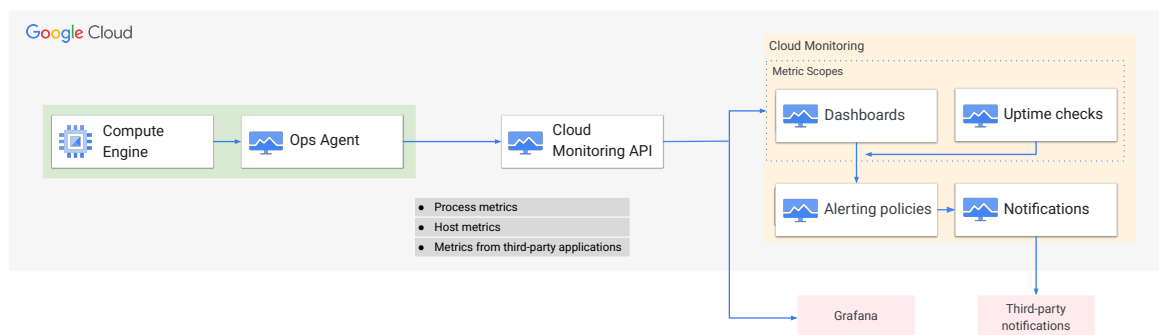 Google Cloud
Cloud Monitoring
Metric Scopes
Compute
Engine
Ops Agent
Cloud
Monitoring API
Dashboards
Uptime checks
● Process metrics
● Host metrics
● Metrics from third-party applications
Alerting policies
Notifications
Grafana
Third-party
notifications